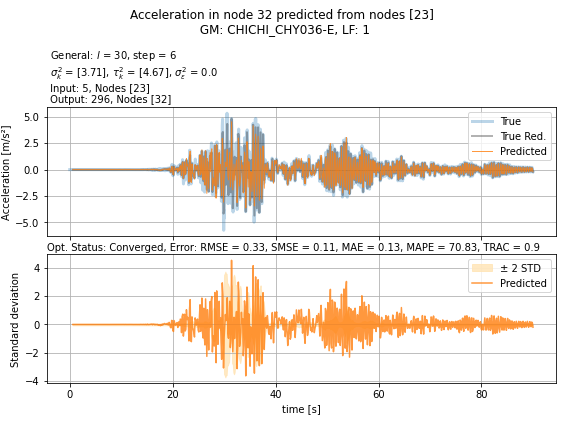 Acceleration in node 32 predicted from nodes [23]
GM: CHICHI_CHY036-E, LF: 1
General: l = 30, step = 6
σ²ₖ = [3.71], τ²ₖ = [4.67], σ²ε = 0.0
Input: 5, Nodes [23]
Output: 296, Nodes [32]
Acceleration [m/s²]
5.0
2.5
0.0
−2.5
−5.0
True
True Red.
Predicted
Opt. Status: Converged, Error: RMSE = 0.33, SMSE = 0.11, MAE = 0.13, MAPE = 70.83, TRAC = 0.9
Standard deviation
4
2
0
−2
−4
± 2 STD
Predicted
0
20
40
60
80
time [s]